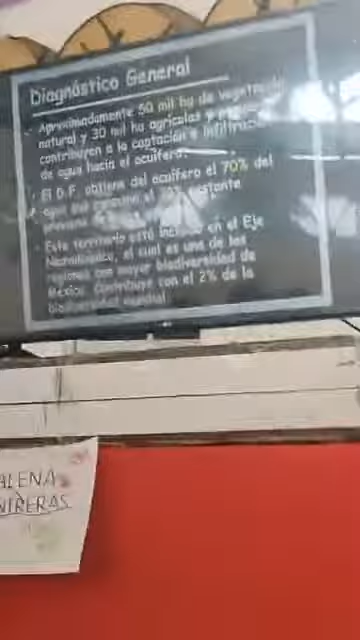 Diagnóstico General
Aproximadamente 50 mil ha de vegetación
natural y 30 mil ha agrícolas y
contribuyen a la captación e infiltración
de agua hacia el acuífero.
El D.F. obtiene del acuífero el 70% del
agua que consume el restante
Este territorio está en el Eje
Neovolcánico, el cual es una de las
regiones con mayor biodiversidad de
México. Contribuye con el 2% de la
biodiversidad mundial
ALENA